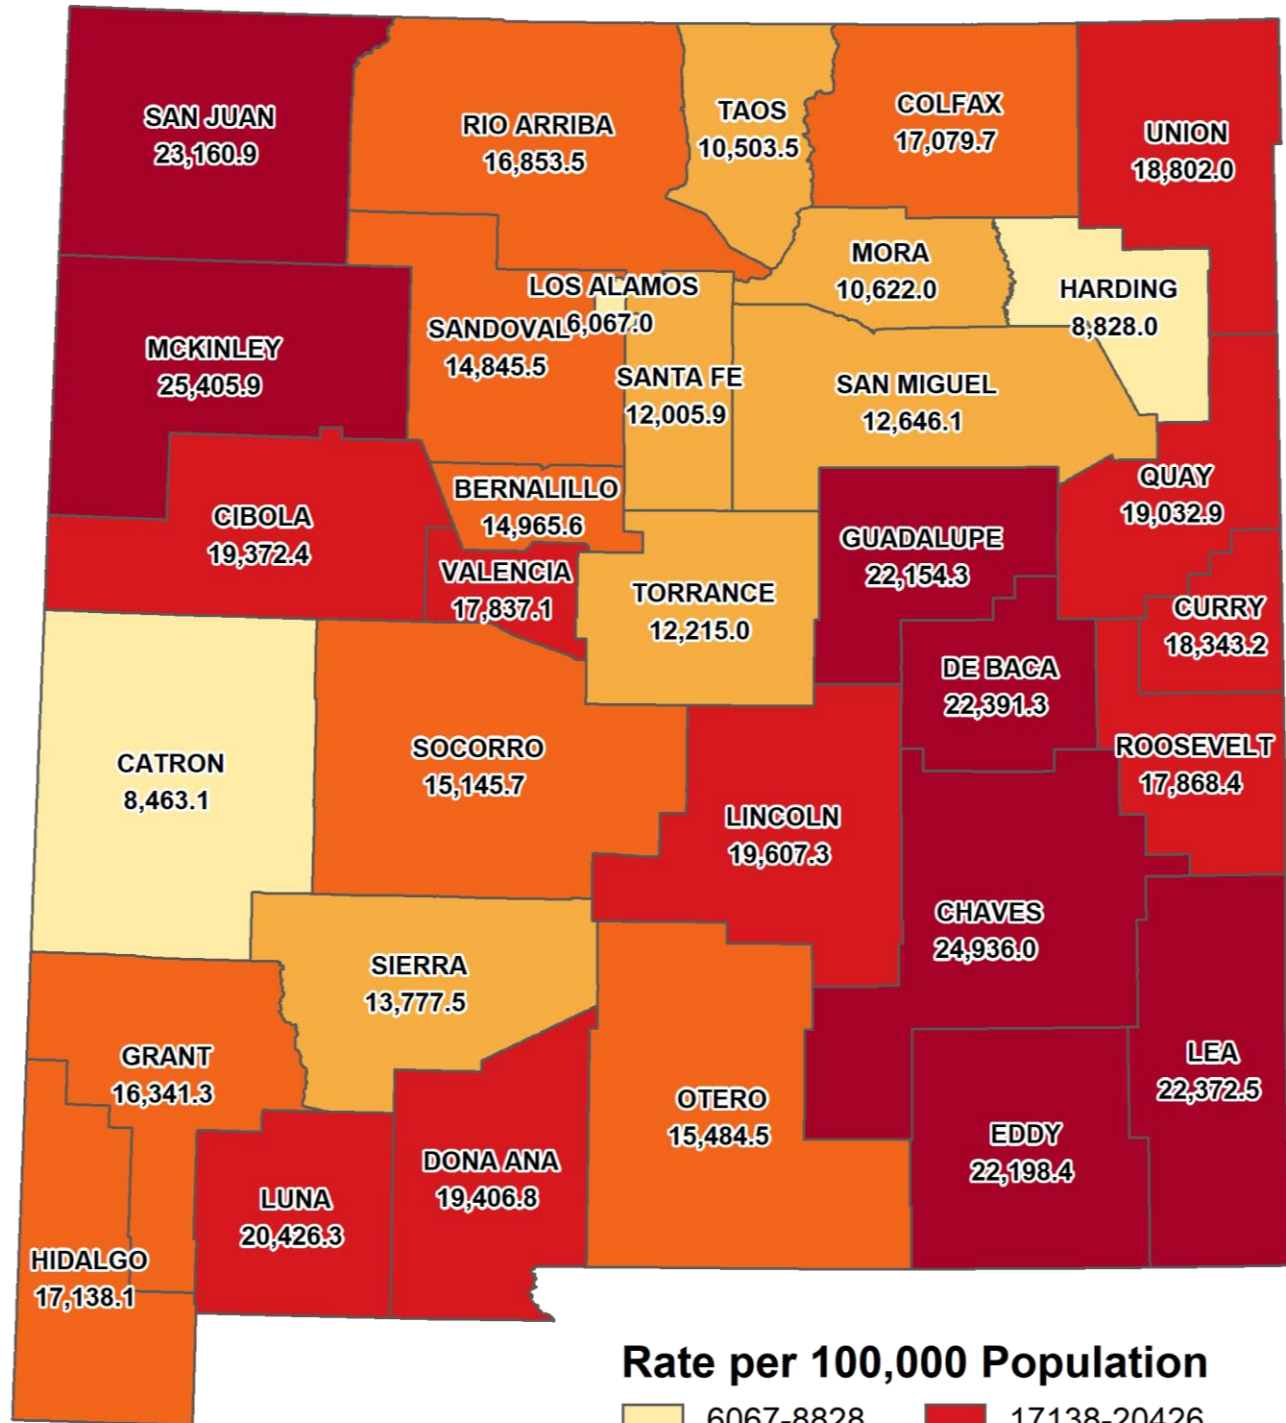 SAN JUAN
23,160.9
RIO ARRIBA
16,853.5
TAOS
10,503.5
COLFAX
17,079.7
UNION
18,802.0
MORA
10,622.0
HARDING
8,828.0
LOS ALAMOS
6,067.0
SANDOVAL
14,845.5
MCKINLEY
25,405.9
SANTA FE
12,005.9
SAN MIGUEL
12,646.1
QUAY
19,032.9
CIBOLA
19,372.4
BERNALILLO
14,965.6
VALENCIA
17,837.1
TORRANCE
12,215.0
GUADALUPE
22,154.3
CURRY
18,343.2
DE BACA
22,391.3
CATRON
8,463.1
SOCORRO
15,145.7
ROOSEVELT
17,868.4
LINCOLN
19,607.3
CHAVES
24,936.0
SIERRA
13,777.5
GRANT
16,341.3
OTERO
15,484.5
LEA
22,372.5
EDDY
22,198.4
DONA ANA
19,406.8
LUNA
20,426.3
HIDALGO
17,138.1
Rate per 100,000 Population
6067-8828
17138-20426